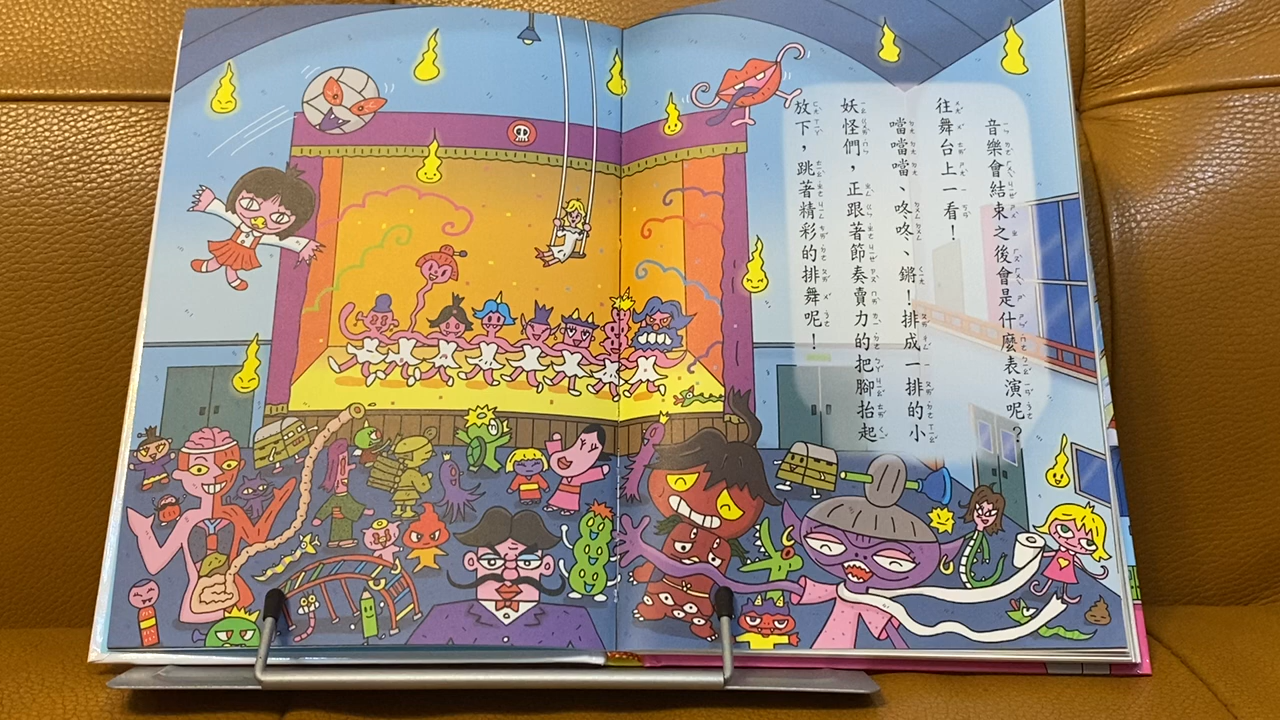 音樂會結束之後會是什麼表演呢？
往舞台上一看！
噹噹噹、咚咚、鏘！排成一排的小
妖怪們，正跟著節奏賣力的把腳抬起
放下，跳著精彩的排舞呢！